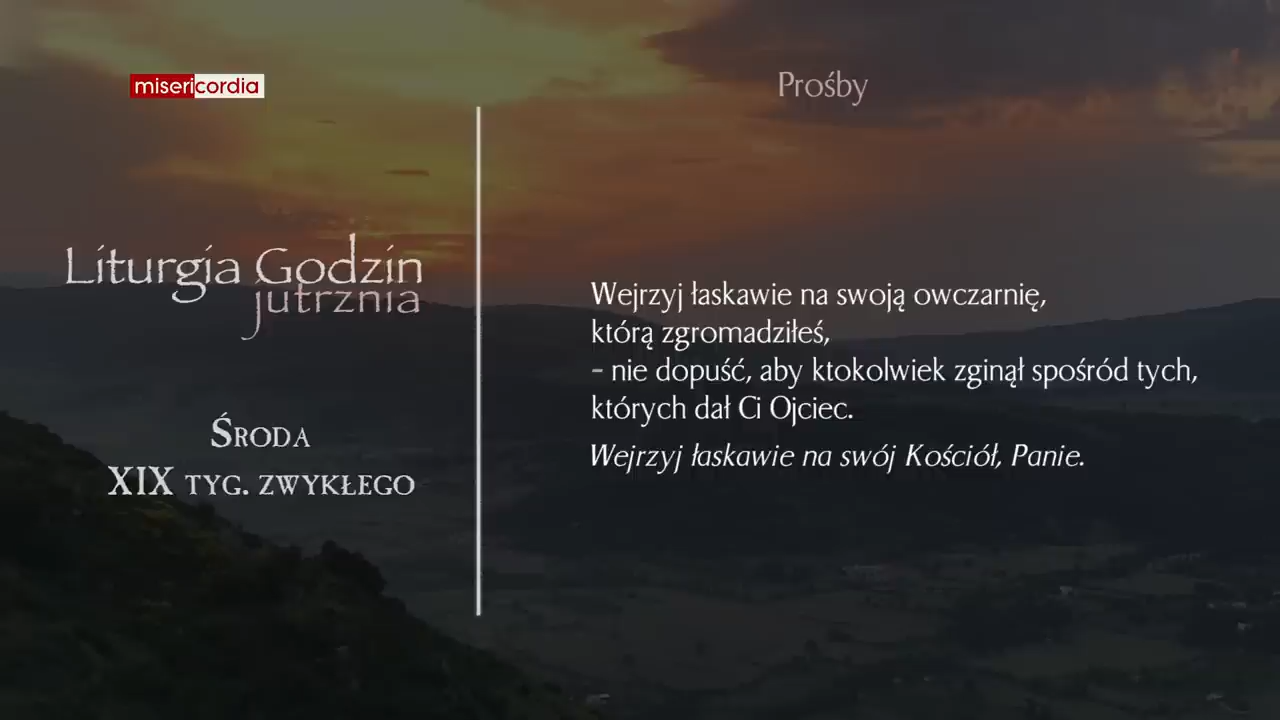 misericordia
Liturgia Godzin
jutrznia
Środa
XIX tyg. zwykłego
Prośby
Wejrzyj łaskawie na swoją owczarnię,
którą zgromadziłeś,
- nie dopuść, aby ktokolwiek zginął spośród tych,
których dał Ci Ojciec.
Wejrzyj łaskawie na swój Kościół, Panie.